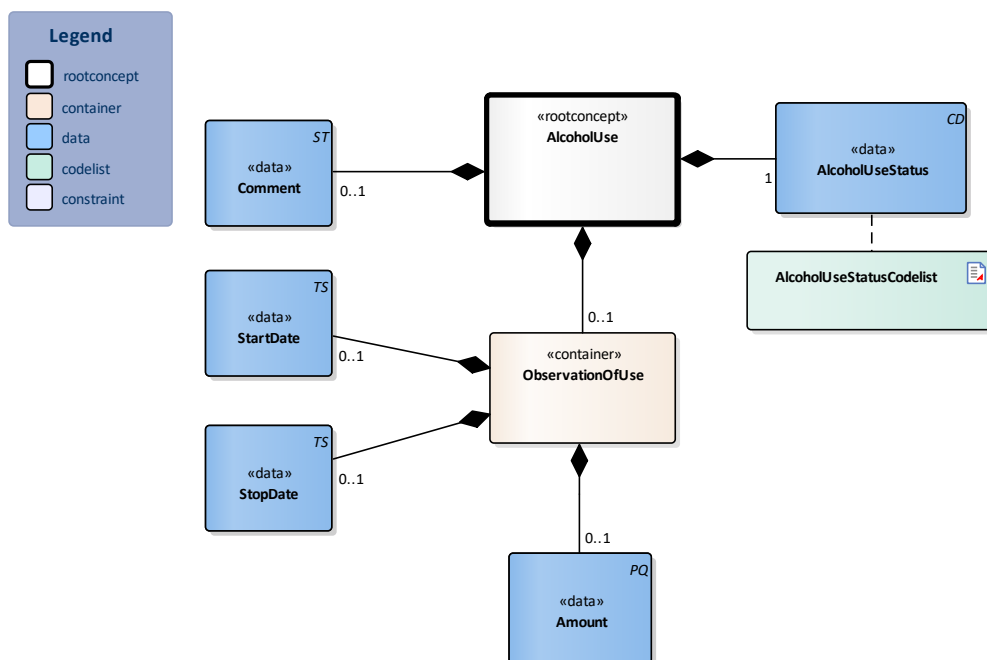 Legend
rootconcept
container
data
codelist
constraint
ST
«data»
Comment
0..1
«rootconcept»
AlcoholUse
CD
«data»
AlcoholUseStatus
1
AlcoholUseStatusCodelist
TS
«data»
StartDate
0..1
0..1
«container»
ObservationOfUse
TS
«data»
StopDate
0..1
0..1
PQ
«data»
Amount